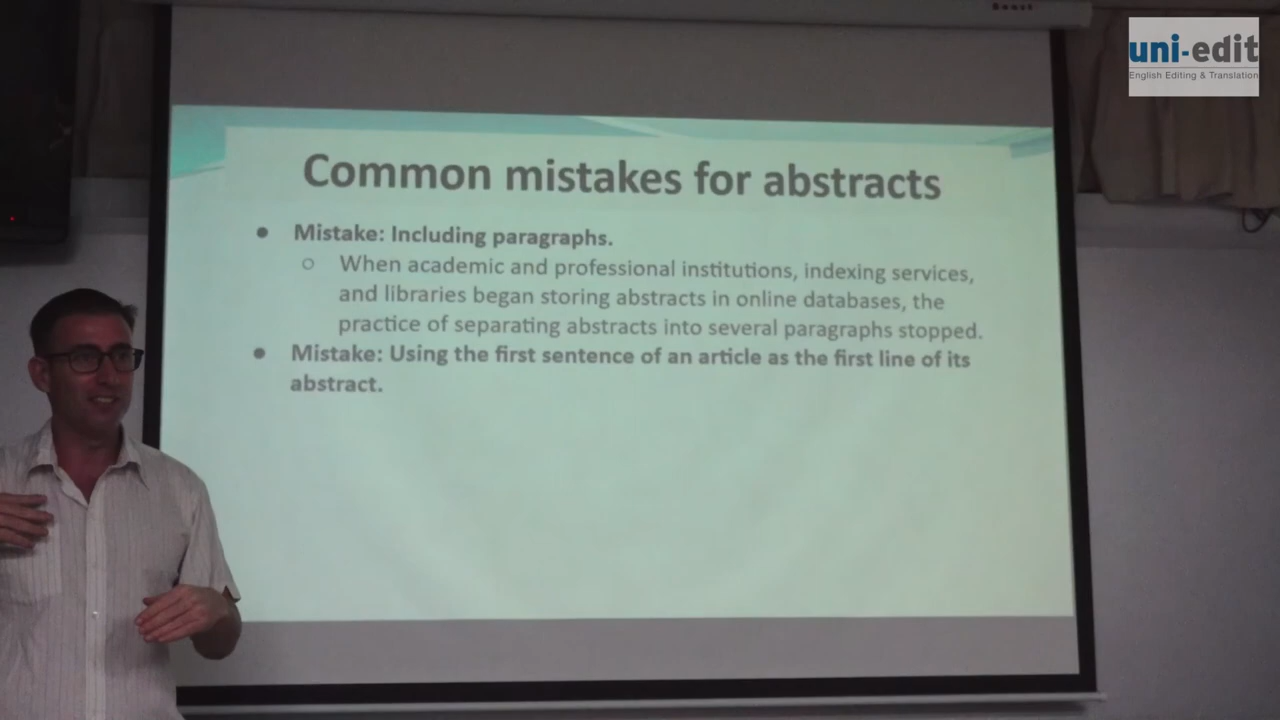 uni-edit
English Editing & Translation
Common mistakes for abstracts
● Mistake: Including paragraphs.
○ When academic and professional institutions, indexing services,
and libraries began storing abstracts in online databases, the
practice of separating abstracts into several paragraphs stopped.
● Mistake: Using the first sentence of an article as the first line of its
abstract.